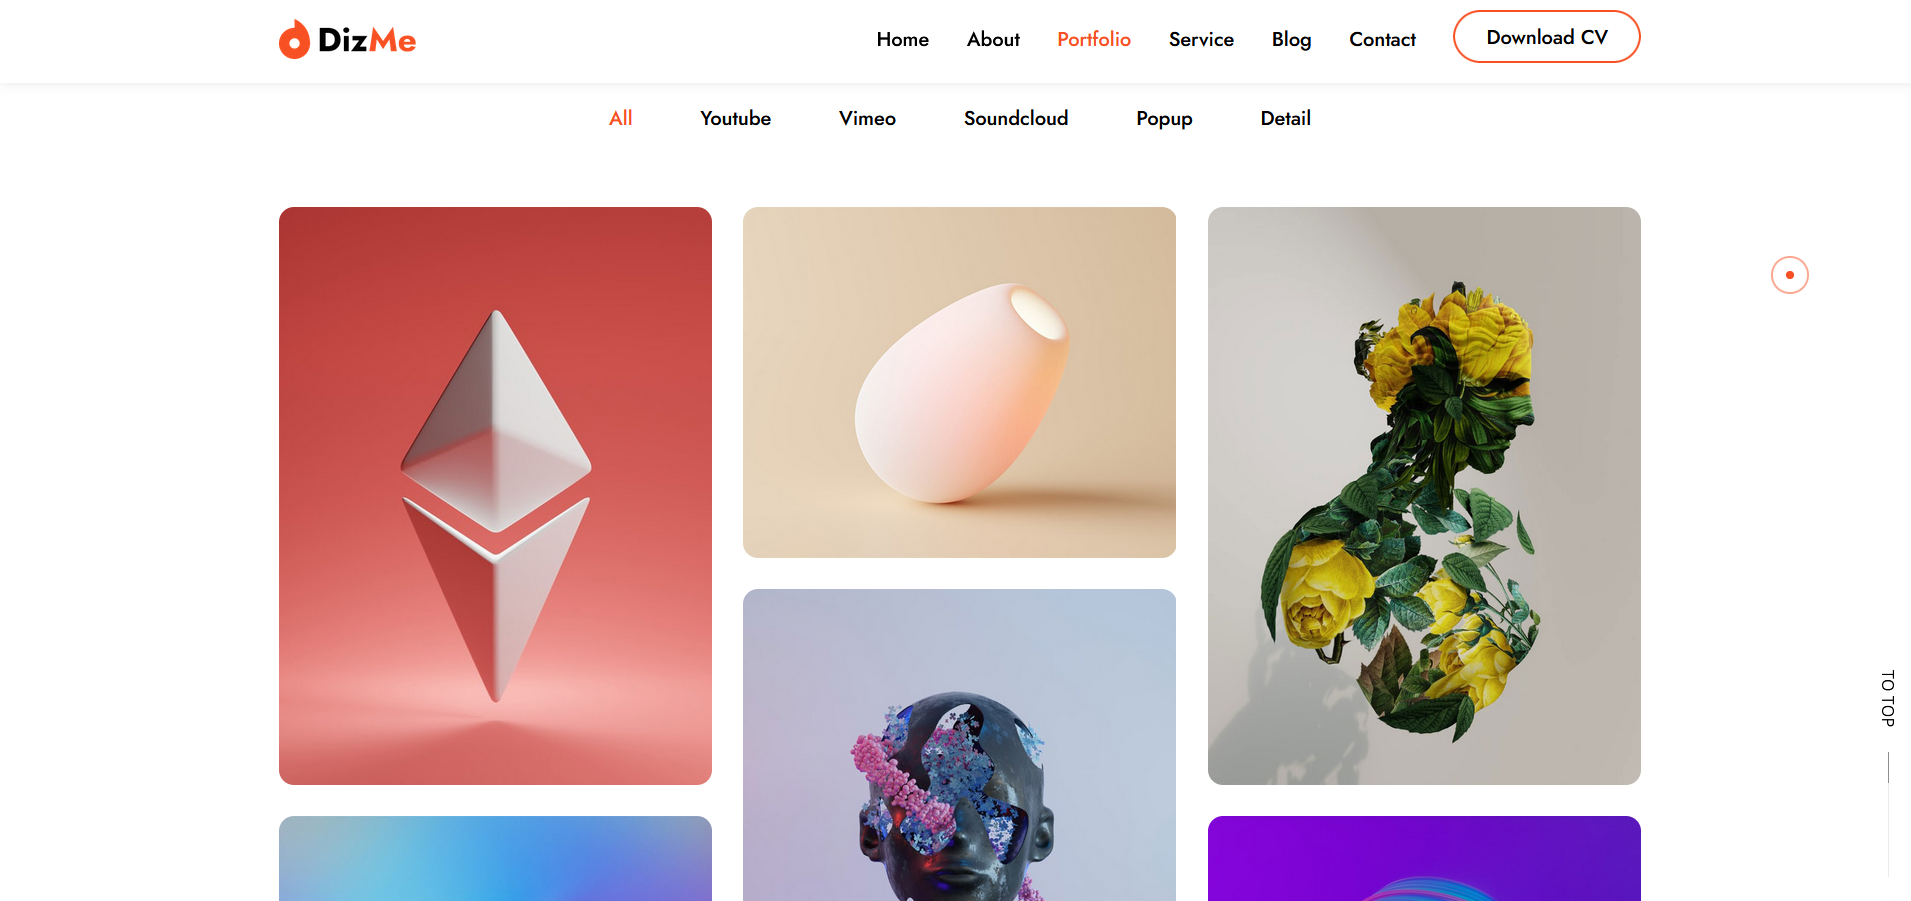 DizMe
Home About Portfolio Service Blog Contact Download CV
All Youtube Vimeo Soundcloud Popup Detail
TO TOP